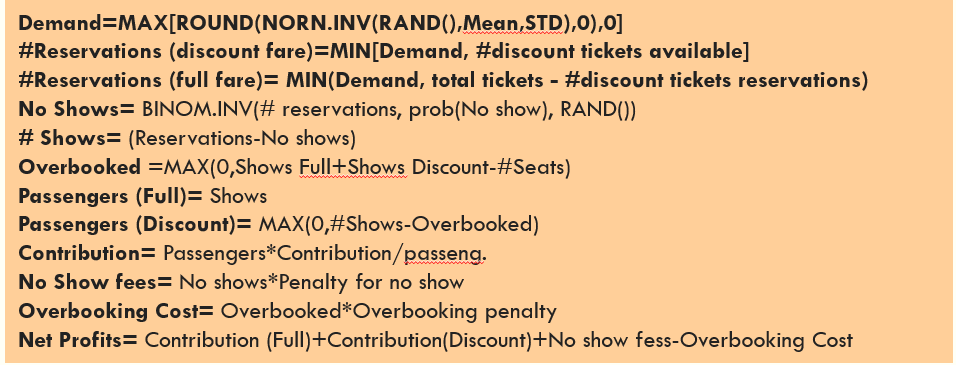 Demand=MAX[ROUND(NORN.INV(RAND(),Mean,STD),0),0]
#Reservations (discount fare)=MIN[Demand, #discount tickets available]
#Reservations (full fare)= MIN(Demand, total tickets - #discount tickets reservations)
No Shows= BINOM.INV(# reservations, prob(No show), RAND())
# Shows= (Reservations-No shows)
Overbooked =MAX(0,Shows Full+Shows Discount-#Seats)
Passengers (Full)= Shows
Passengers (Discount)= MAX(0,#Shows-Overbooked)
Contribution= Passengers*Contribution/passeng.
No Show fees= No shows*Penalty for no show
Overbooking Cost= Overbooked*Overbooking penalty
Net Profits= Contribution (Full)+Contribution(Discount)+No show fess-Overbooking Cost